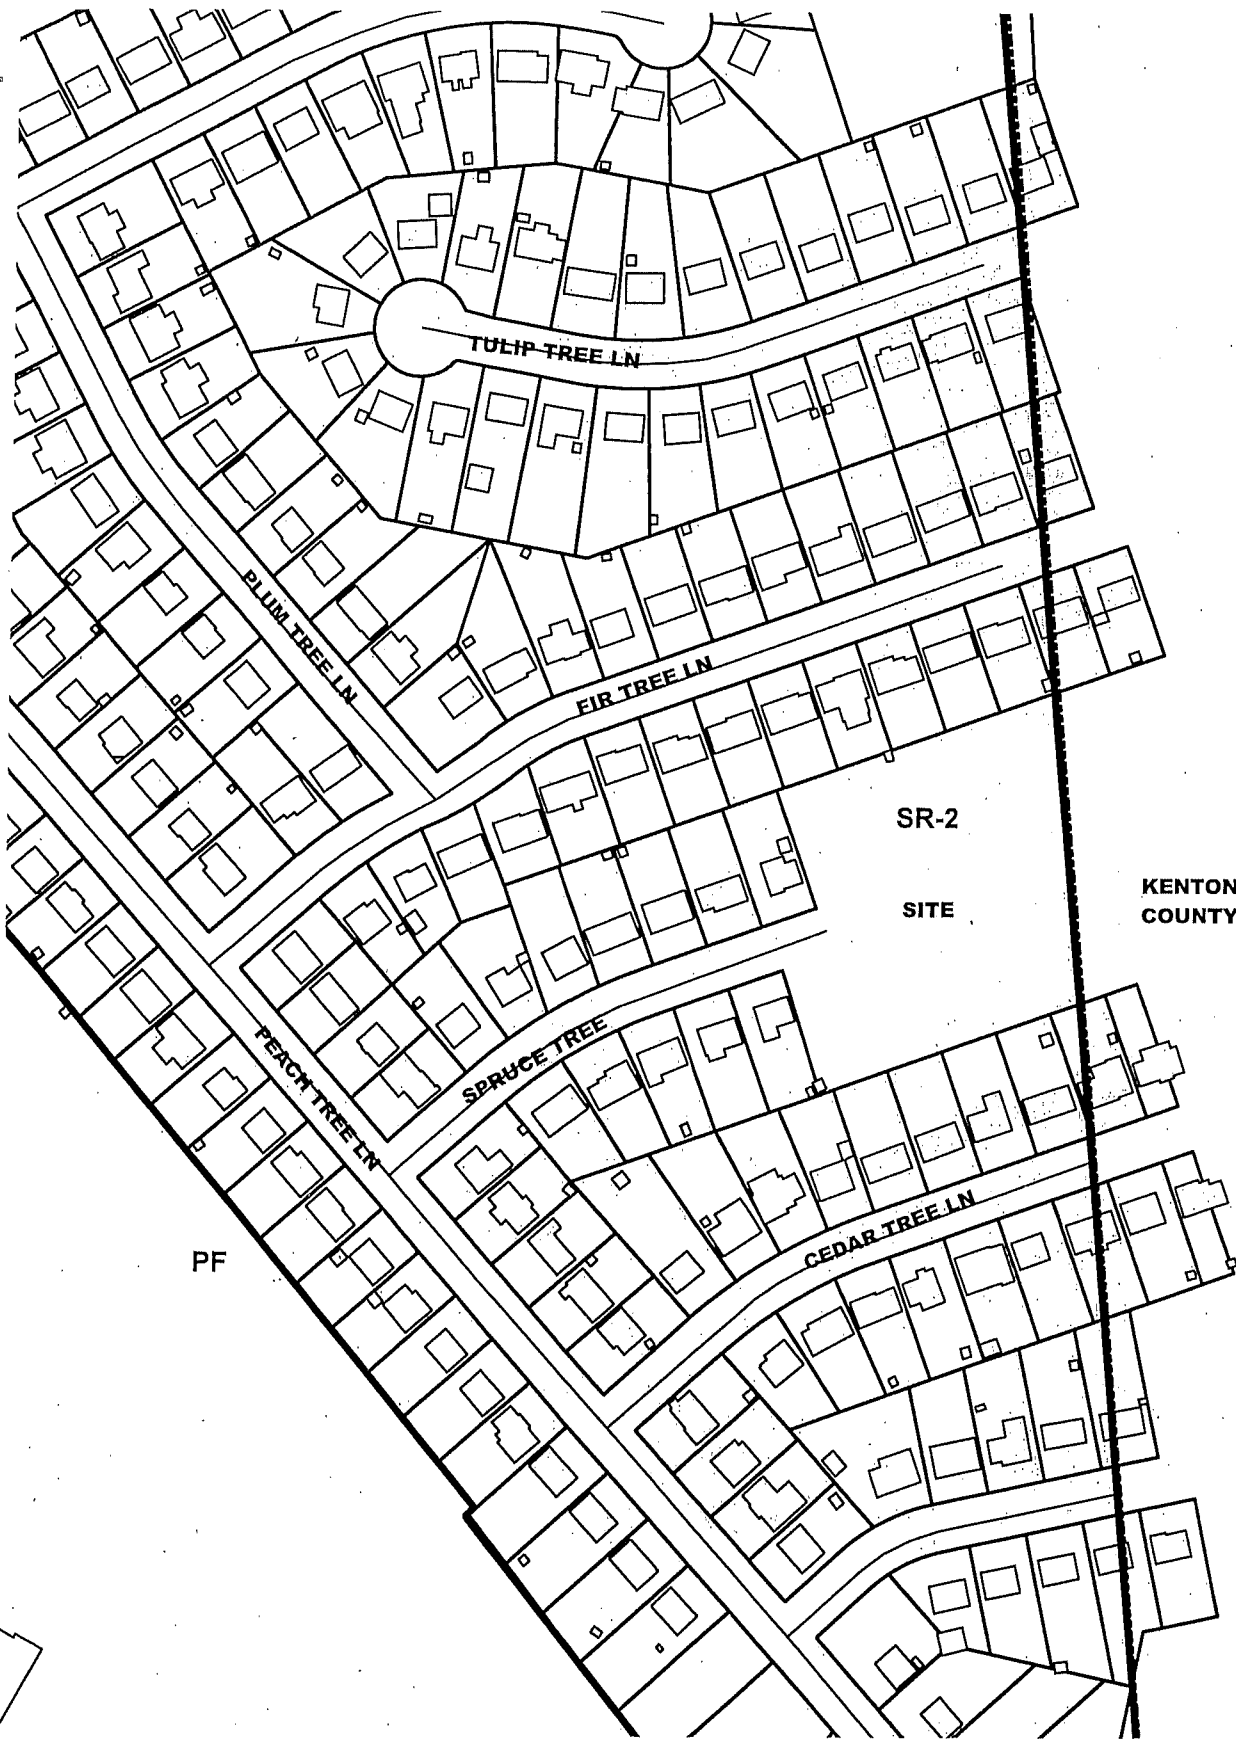 TULIP TREE LN
PLUM TREE LN
FIR TREE LN
SR-2
KENTON
COUNTY
SITE
PEACH TREE LN
SPRUCE TREE
CEDAR TREE LN
PF